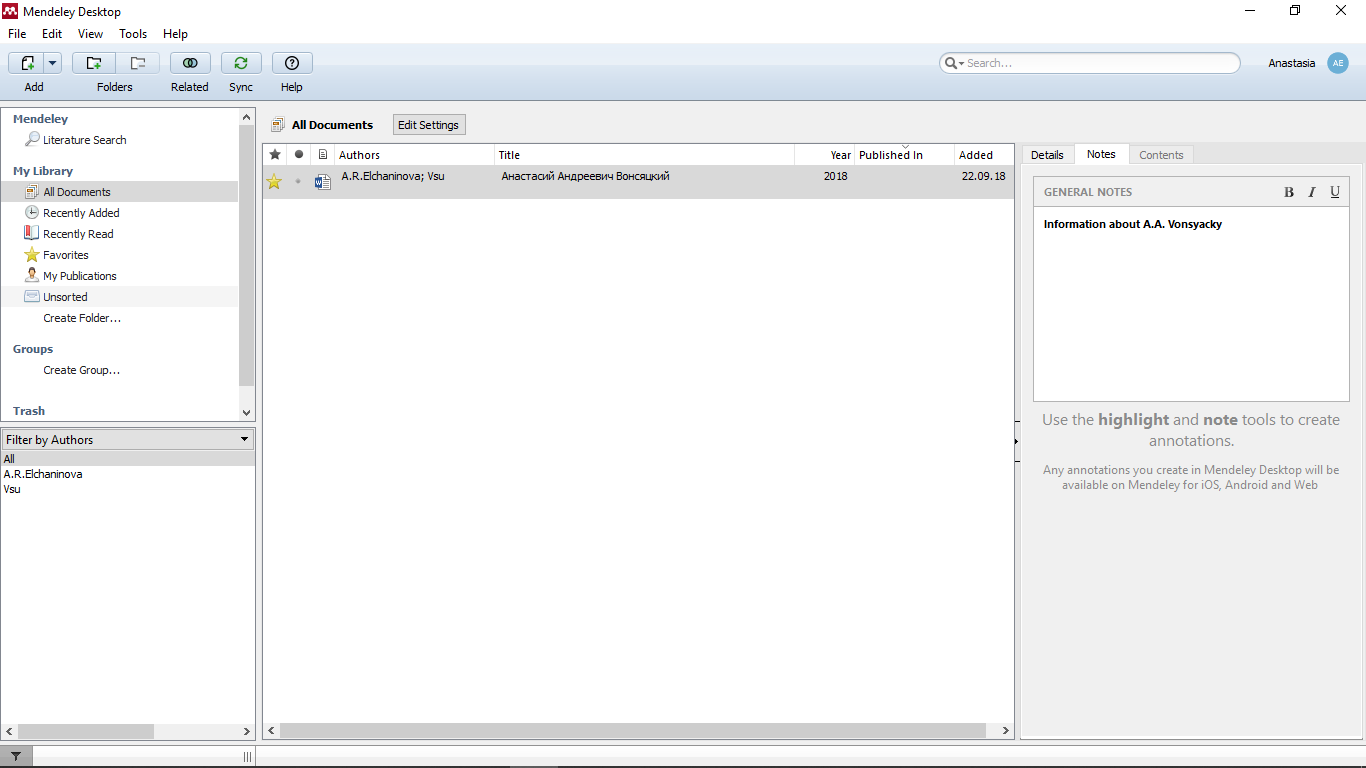 Mendeley Desktop
File Edit View Tools Help
Add Folders Related Sync Help
Search...
Anastasia AE
Mendeley
Literature Search
My Library
All Documents
Recently Added
Recently Read
Favorites
My Publications
Unsorted
Create Folder...
Groups
Create Group...
Trash
Filter by Authors
All
A.R.Elchaninova
Vsu
All Documents Edit Settings
Authors Title Year Published In Added
A.R.Elchaninova; Vsu Анастасий Андреевич Вонсяцкий 2018 22.09.18
Details Notes Contents
GENERAL NOTES B I U
Information about A.A. Vonsyacky
Use the highlight and note tools to create
annotations.
Any annotations you create in Mendeley Desktop will be
available on Mendeley for iOS, Android and Web